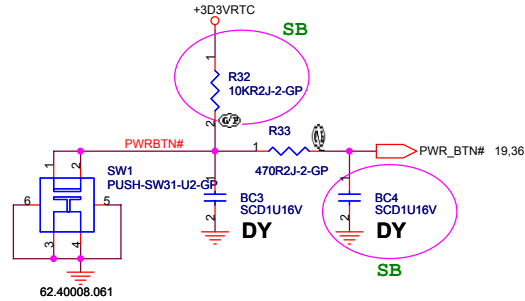 +3D3VRTC
SB
1
R32
10KR2J-2-GP
2
G/P
PWRBTN#
R33
1
470R2J-2-GP
PWR_BTN# 19,36
1
2
SW1
PUSH-SW31-U2-GP
6
5
3
4
62.40008.061
1
BC3
SCD1U16V
2
DY
1
BC4
SCD1U16V
2
DY
SB